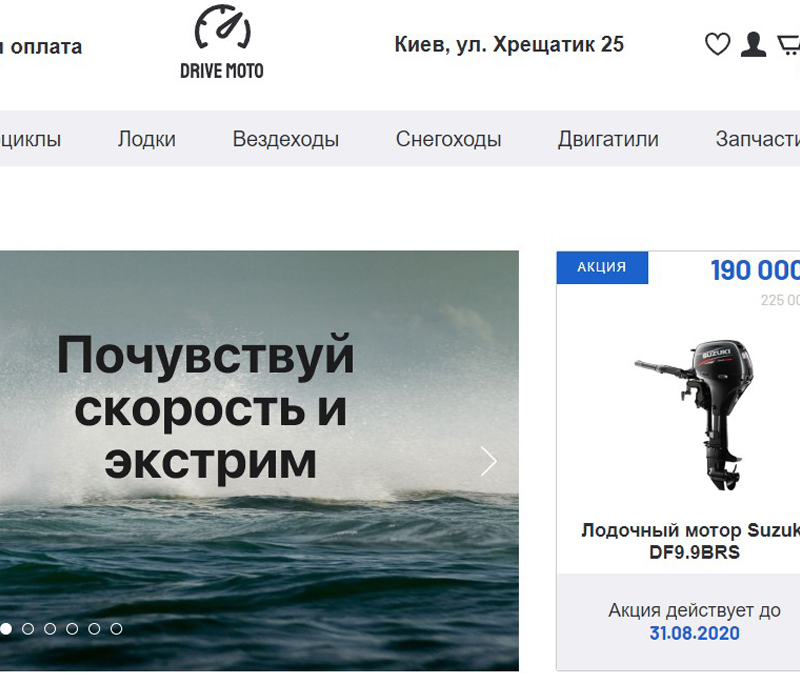 и оплата
DRIVE MOTO
Киев, ул. Хрещатик 25
циклы Лодки Вездеходы Снегоходы Двигатели Запчасти
Почувствуй
скорость и
экстрим
АКЦИЯ
190 000
225 00
SUZUKI
Лодочный мотор Suzuk
DF9.9BRS
Акция действует до
31.08.2020